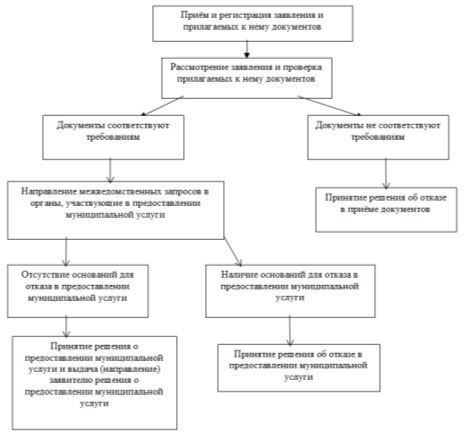 Приём и регистрация заявления и
прилагаемых к нему документов
Рассмотрение заявления и проверка
прилагаемых к нему документов
Документы соответствуют
требованиям
Документы не соответствуют
требованиям
Направление межведомственных запросов в
органы, участвующие в предоставлении
муниципальной услуги
Принятие решения об отказе
в приёме документов
Отсутствие оснований для
отказа в предоставлении
муниципальной услуги
Наличие оснований для отказа в
предоставлении муниципальной
услуги
Принятие решения о
предоставлении муниципальной
услуги и выдача (направление)
заявителю решения о
предоставлении муниципальной
услуги
Принятие решения об отказе в
предоставлении муниципальной
услуги